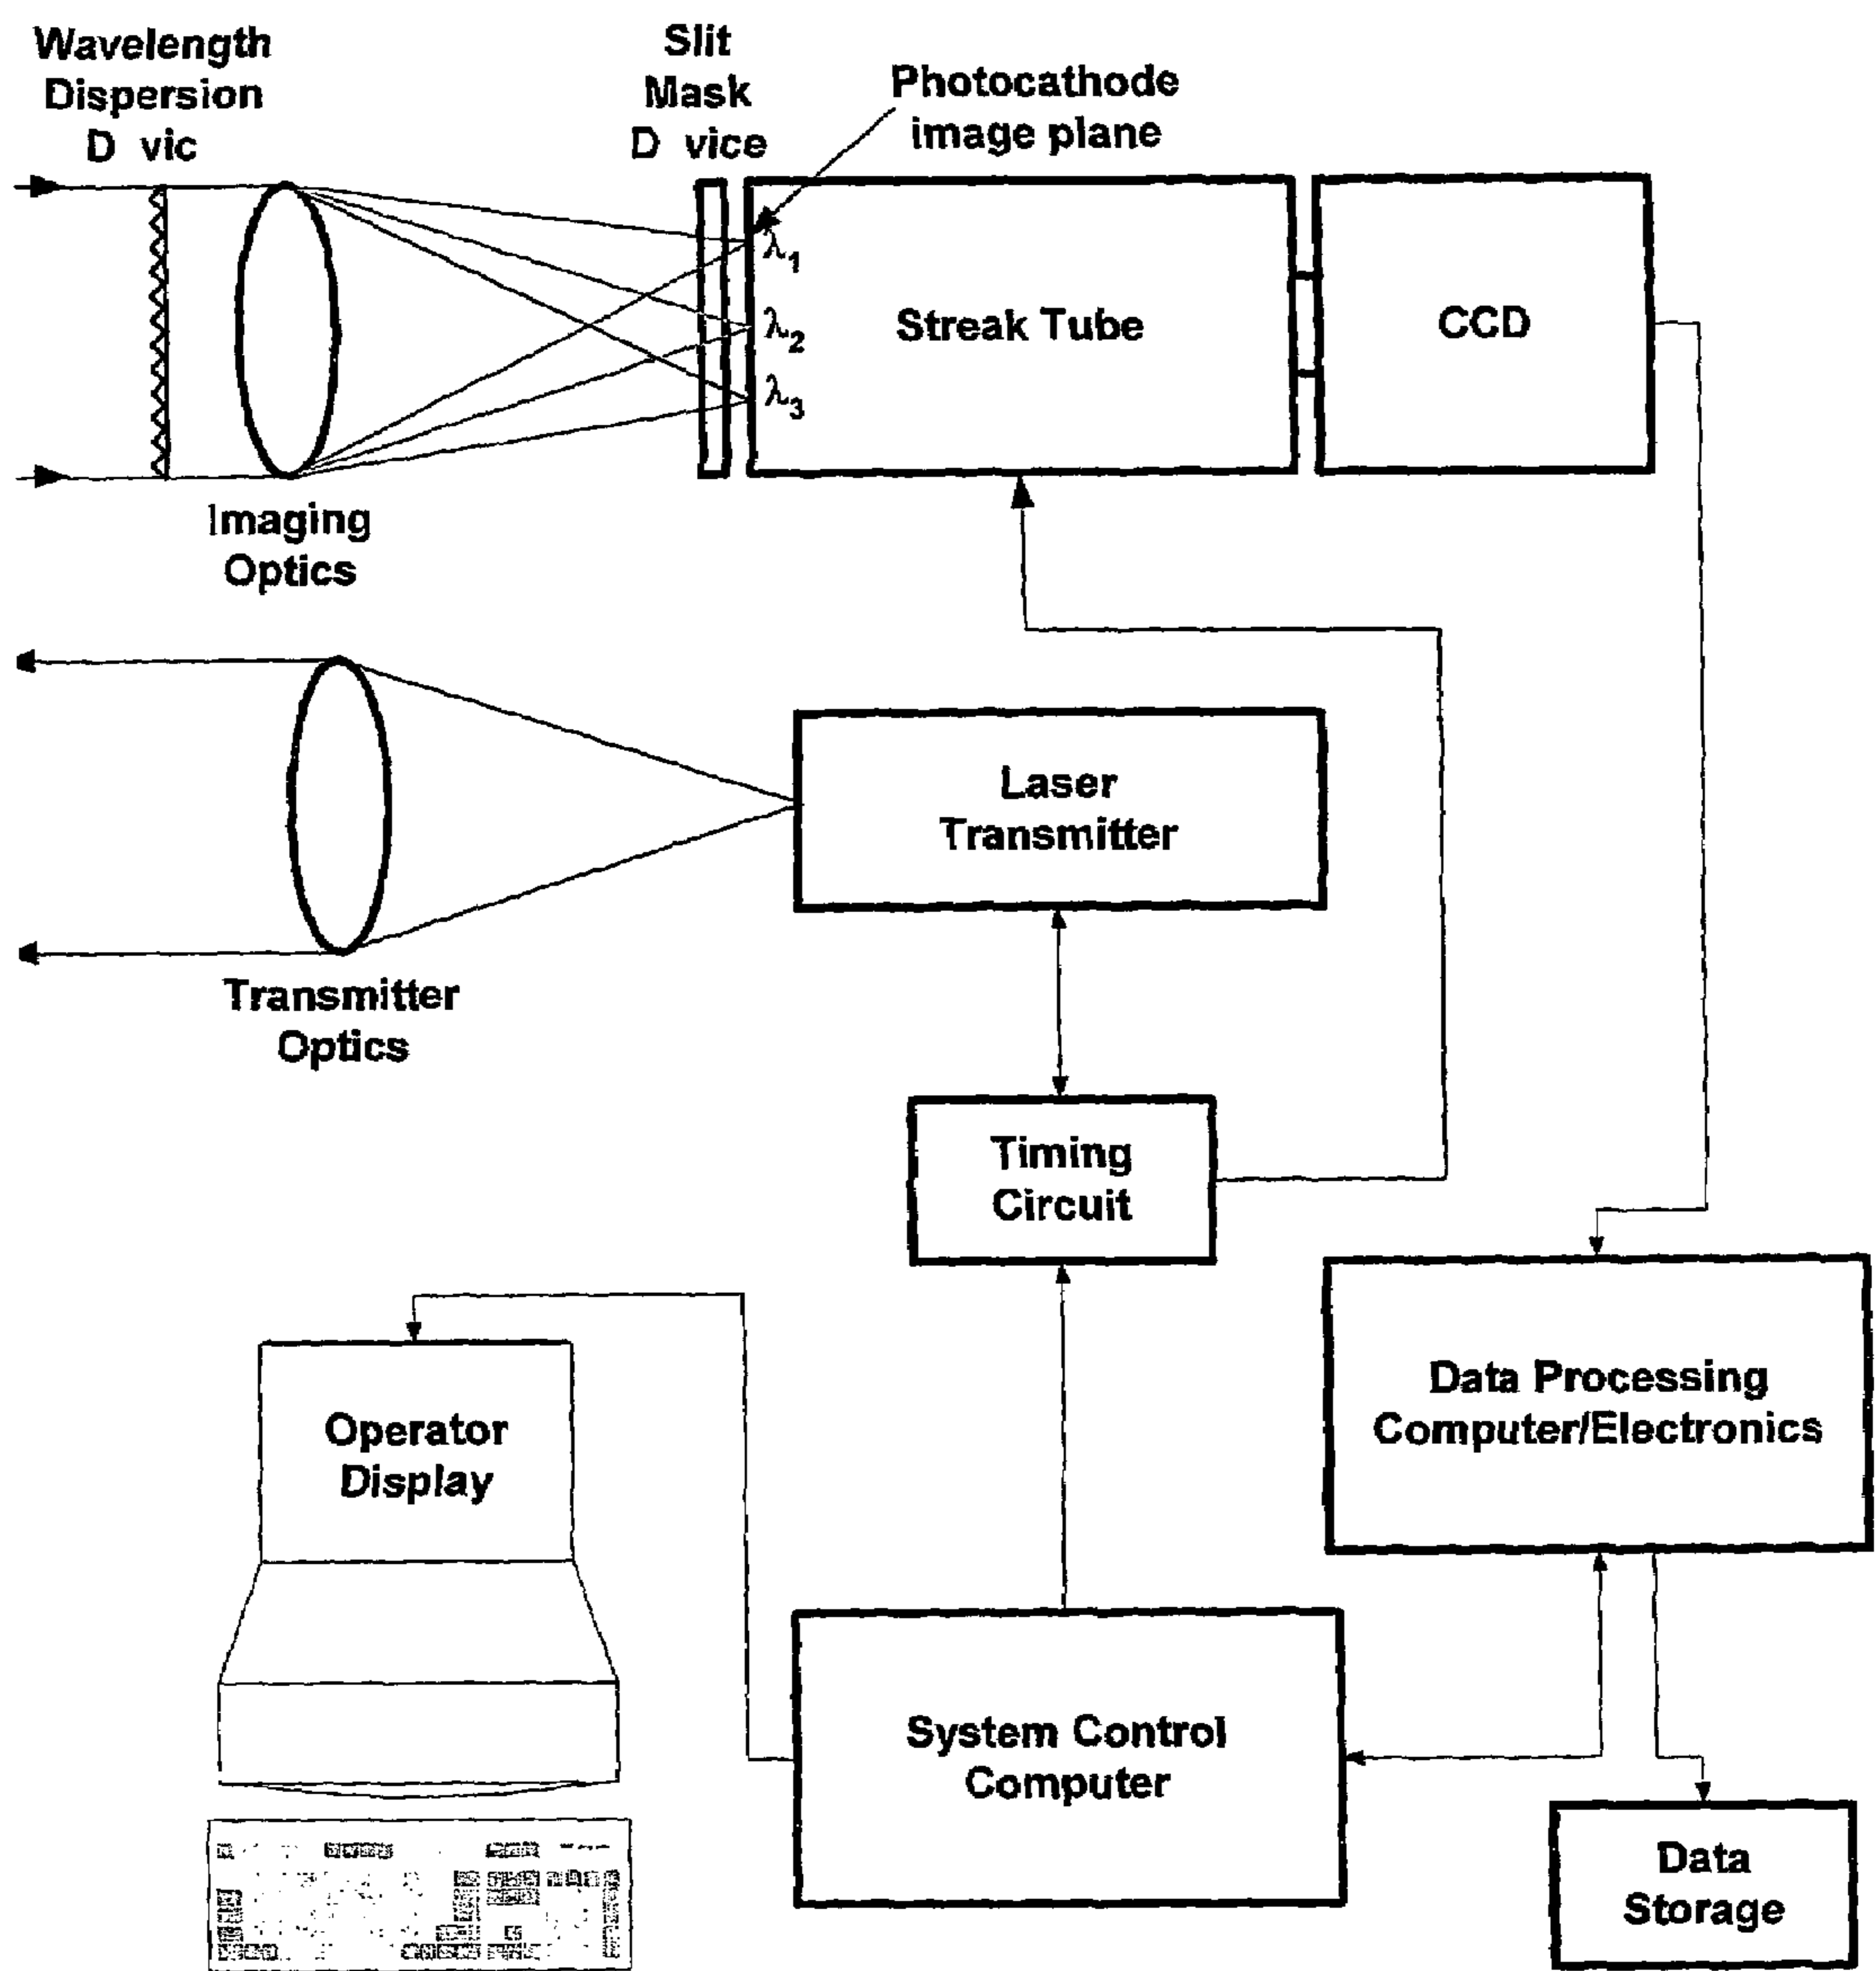 Wavelength
Dispersion
D vic
Slit
Mask
D vice
Photocathode
image plane
λ1
λ2
λ3
Streak Tube
CCD
Imaging
Optics
Laser
Transmitter
Transmitter
Optics
Timing
Circuit
Operator
Display
Data Processing
Computer/Electronics
System Control
Computer
Data
Storage